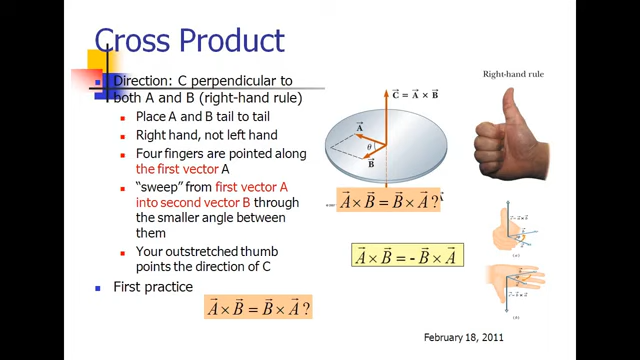 Cross Product
Direction: C perpendicular to
both A and B (right-hand rule)
Place A and B tail to tail
Right hand, not left hand
Four fingers are pointed along
the first vector A
“sweep” from first vector A
into second vector B through
the smaller angle between
them
Your outstretched thumb
points the direction of C
First practice
A⃗ × B⃗ = B⃗ × A⃗ ?
C⃗ = A⃗ × B⃗
A⃗
θ
B⃗
A⃗ × B⃗ = B⃗ × A⃗ ?
A⃗ × B⃗ = - B⃗ × A⃗
Right-hand rule
(a)
(b)
February 18, 2011